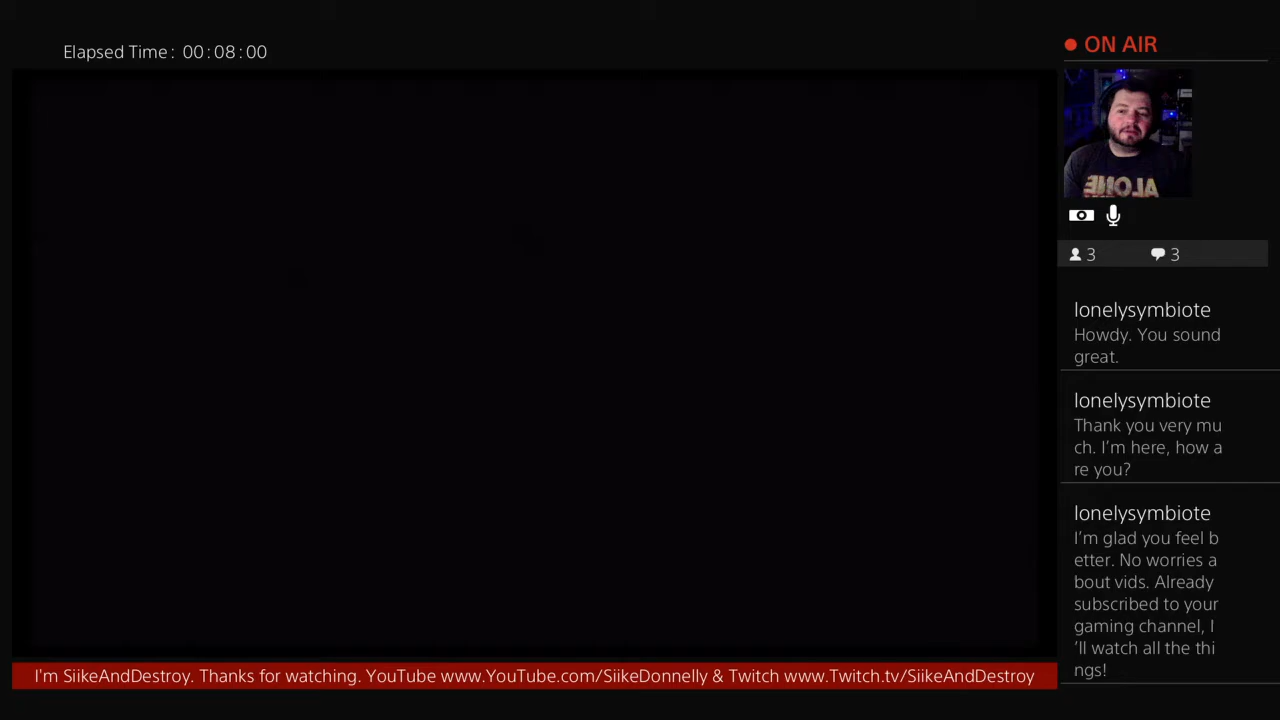 Elapsed Time: 00:08:00
ON AIR
ALONE
3 3
lonelysymbiote
Howdy. You sound
great.
lonelysymbiote
Thank you very mu
ch. I'm here, how a
re you?
lonelysymbiote
I'm glad you feel b
etter. No worries a
bout vids. Already
subscribed to your
gaming channel, I
'll watch all the thi
ngs!
I'm SiikeAndDestroy. Thanks for watching. YouTube www.YouTube.com/SiikeDonnelly & Twitch www.Twitch.tv/SiikeAndDestroy